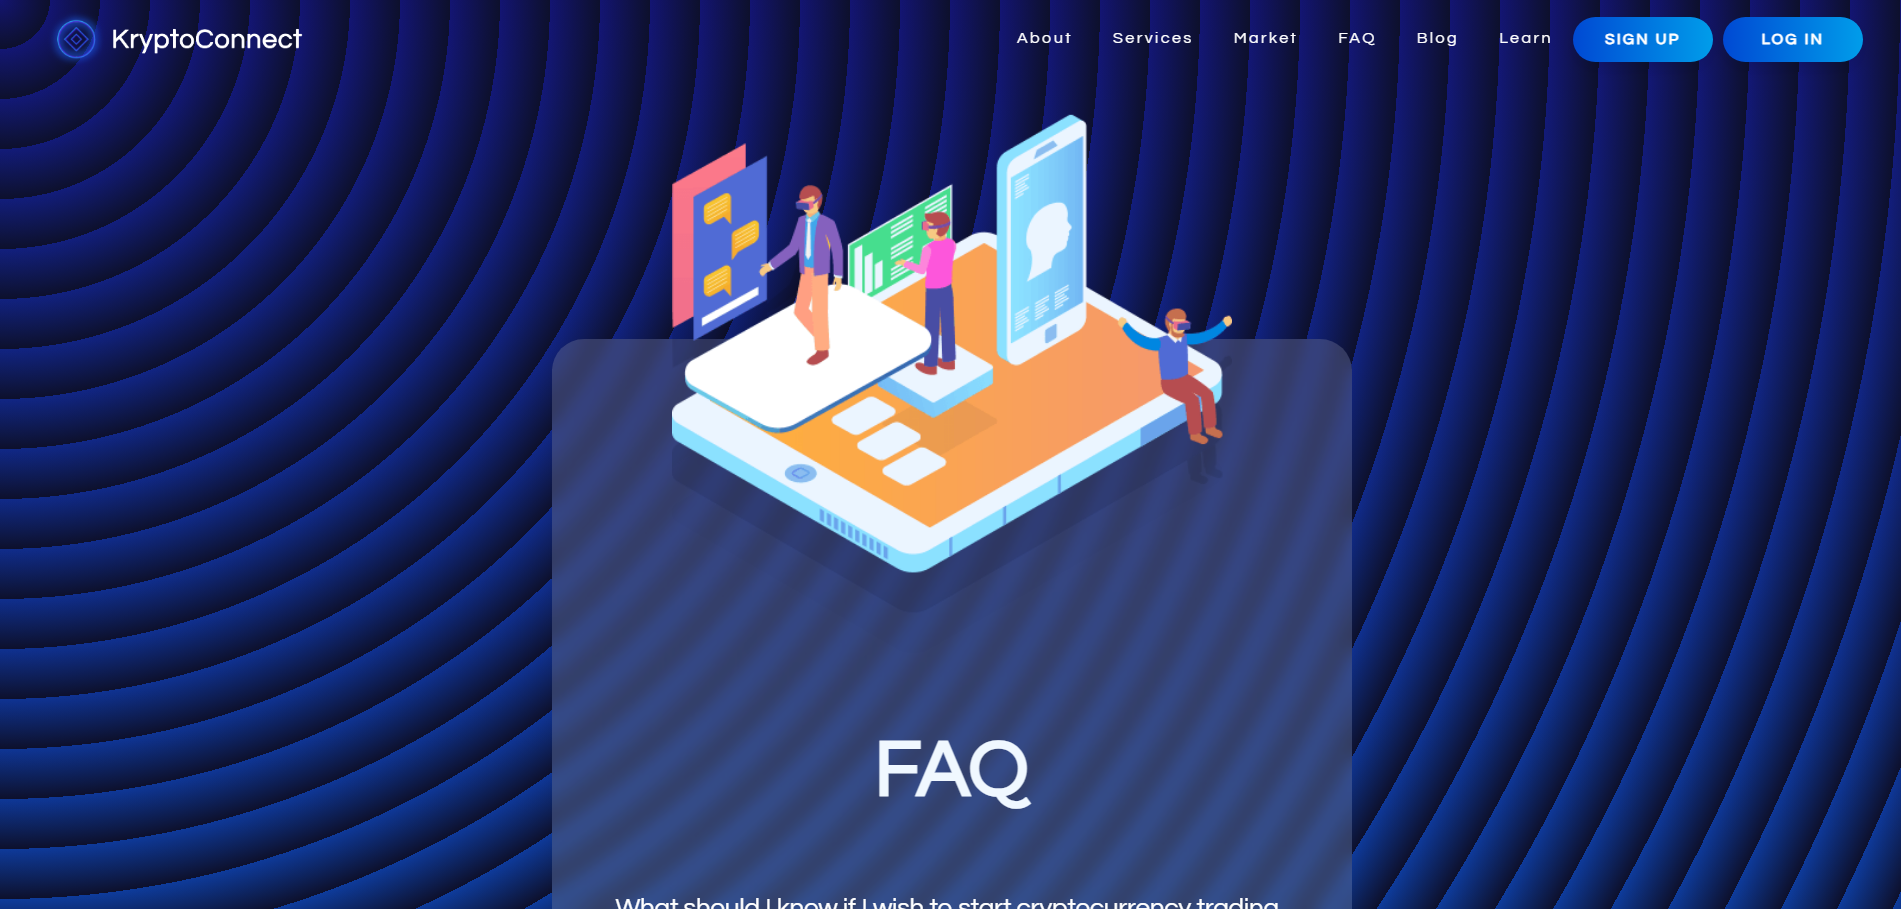 KryptoConnect
About Services Market FAQ Blog Learn SIGN UP LOG IN
FAQ
What should I know if I wish to start cryptocurrency trading